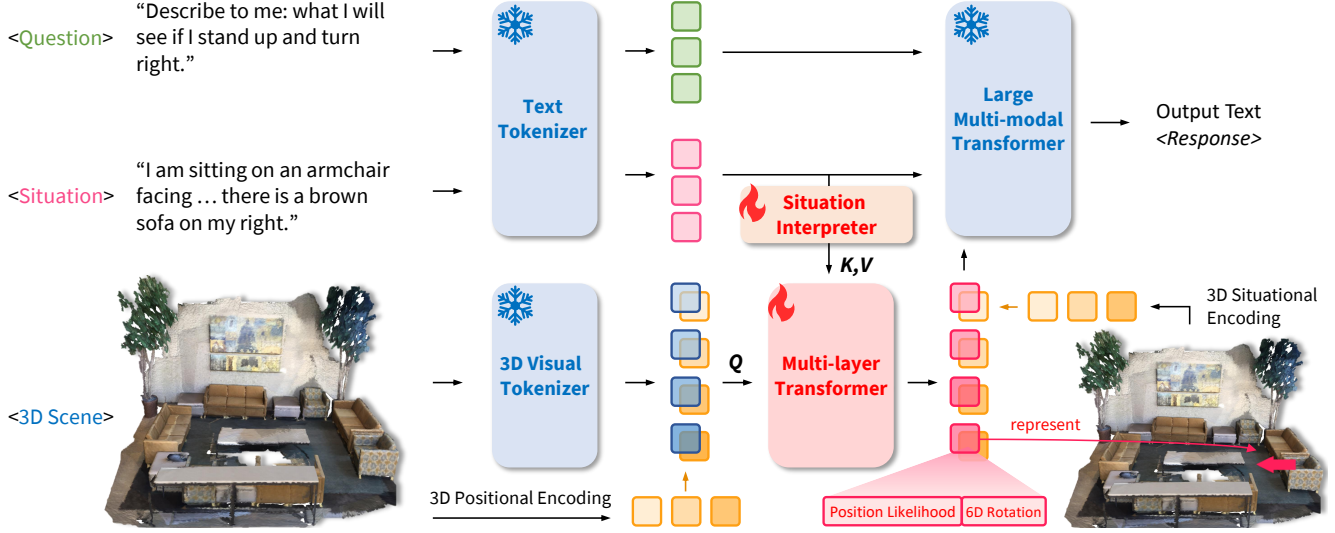 <Question>
“Describe to me: what I will
see if I stand up and turn
right.”
Text
Tokenizer
Large
Multi-modal
Transformer
Output Text
<Response>
<Situation>
“I am sitting on an armchair
facing … there is a brown
sofa on my right.”
Situation
Interpreter
K,V
<3D Scene>
3D Visual
Tokenizer
Q
Multi-layer
Transformer
3D Situational
Encoding
represent
3D Positional Encoding
Position Likelihood
6D Rotation